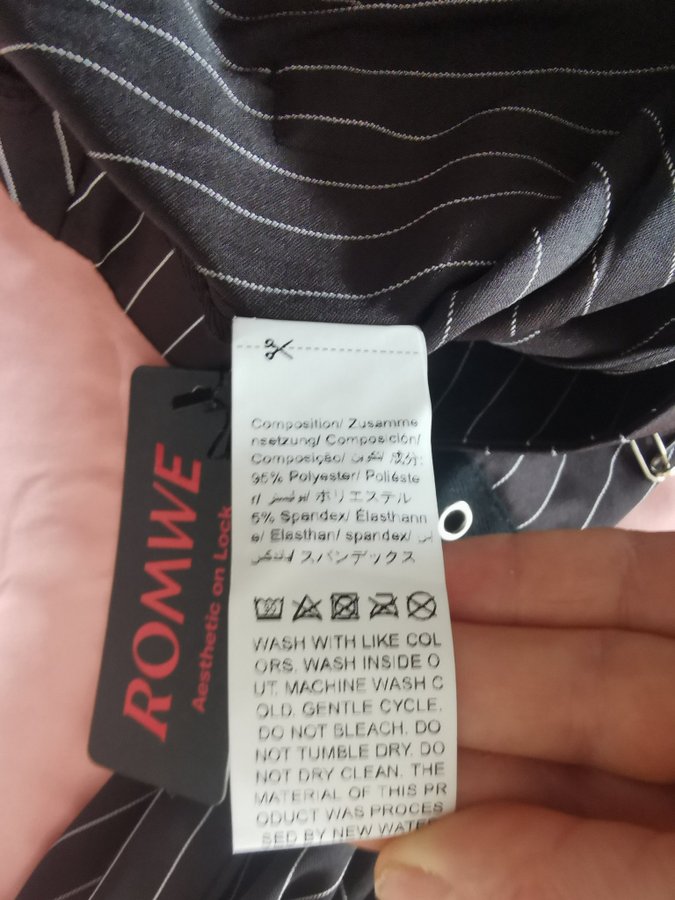 ROMWE
Aesthetic on Lock
Composition/ Zusamme
nsetzung/ Composición/
Composição/ 成分:
95% Polyester/ Polieste
r/ ポリエステル
5% Spandex/ Elasthann
e/ Elasthan/ spandex/
スパンデックス
WASH WITH LIKE COL
ORS. WASH INSIDE O
UT. MACHINE WASH C
OLD. GENTLE CYCLE.
DO NOT BLEACH. DO
NOT TUMBLE DRY. DO
NOT DRY CLEAN. THE
MATERIAL OF THIS PR
ODUCT WAS PROCES
SED BY NEW WATE